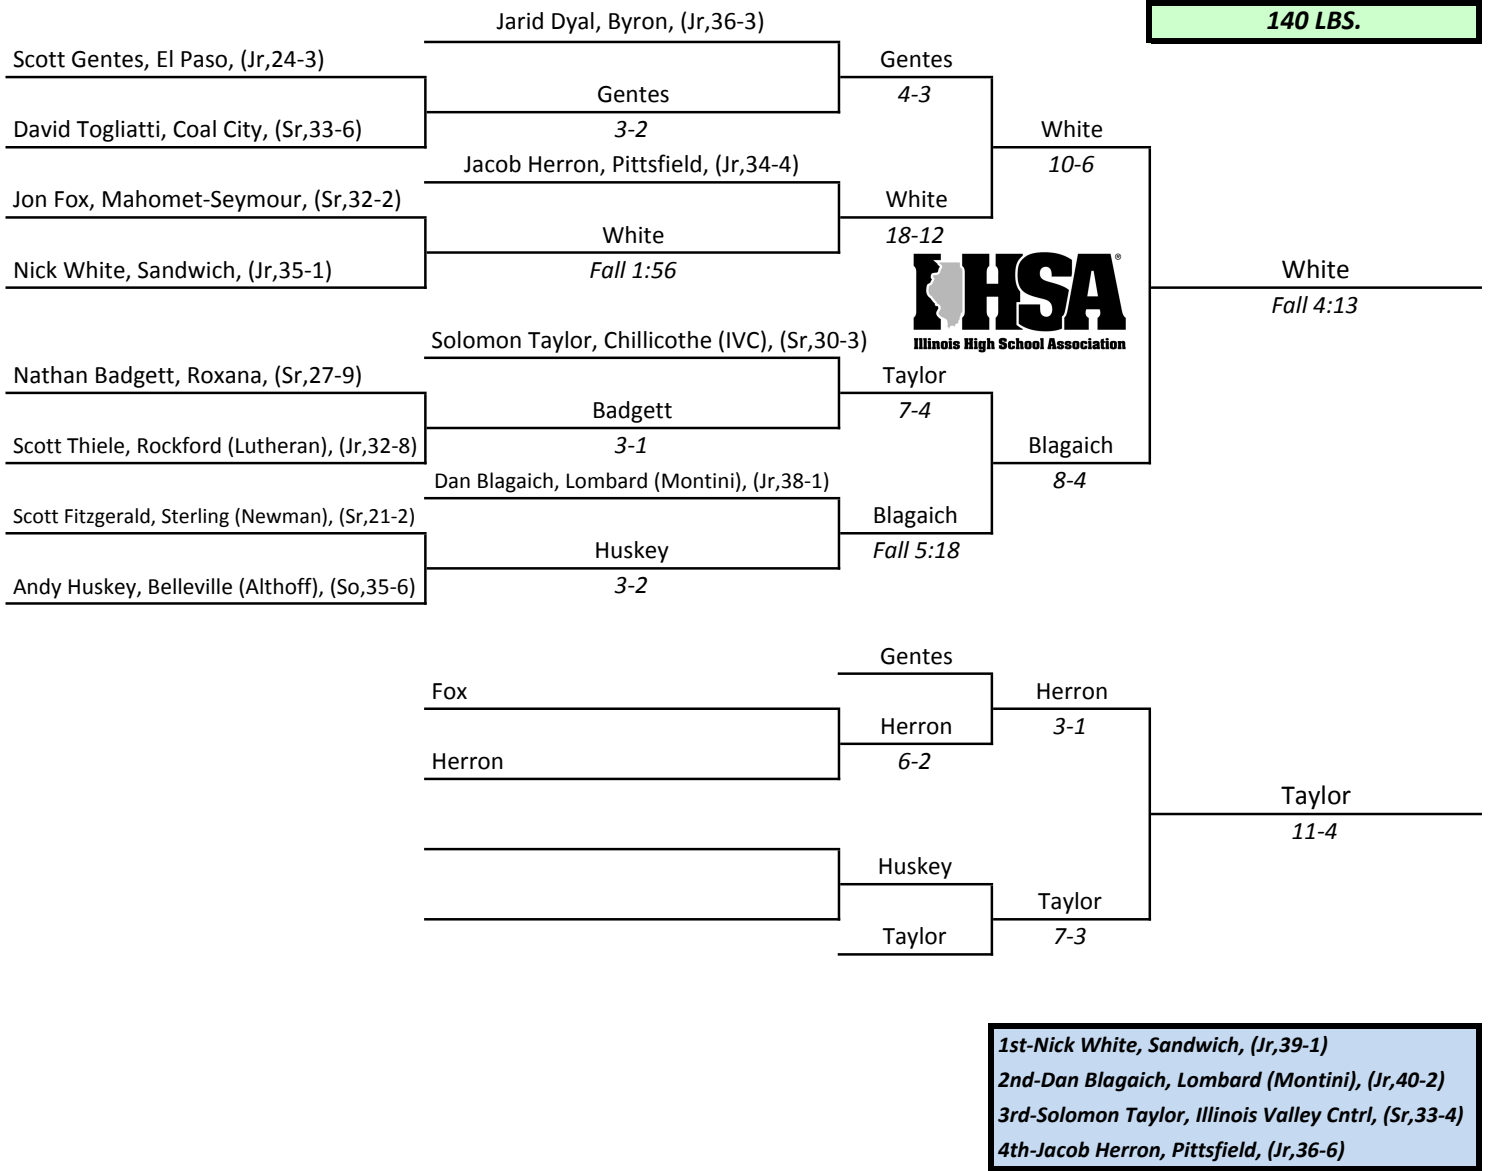 Jarid Dyal, Byron, (Jr,36-3)
140 LBS.
Scott Gentes, El Paso, (Jr,24-3)
Gentes
Gentes
4-3
David Togliatti, Coal City, (Sr,33-6)
3-2
White
Jacob Herron, Pittsfield, (Jr,34-4)
10-6
Jon Fox, Mahomet-Seymour, (Sr,32-2)
White
White
18-12
Nick White, Sandwich, (Jr,35-1)
Fall 1:56
IHSA®
Illinois High School Association
White
Fall 4:13
Solomon Taylor, Chillicothe (IVC), (Sr,30-3)
Nathan Badgett, Roxana, (Sr,27-9)
Taylor
Badgett
7-4
Scott Thiele, Rockford (Lutheran), (Jr,32-8)
3-1
Blagaich
Dan Blagaich, Lombard (Montini), (Jr,38-1)
8-4
Scott Fitzgerald, Sterling (Newman), (Sr,21-2)
Blagaich
Huskey
Fall 5:18
Andy Huskey, Belleville (Althoff), (So,35-6)
3-2
Gentes
Fox
Herron
Herron
3-1
Herron
6-2
Taylor
11-4
Huskey
Taylor
Taylor
7-3
1st-Nick White, Sandwich, (Jr,39-1)
2nd-Dan Blagaich, Lombard (Montini), (Jr,40-2)
3rd-Solomon Taylor, Illinois Valley Cntrl, (Sr,33-4)
4th-Jacob Herron, Pittsfield, (Jr,36-6)